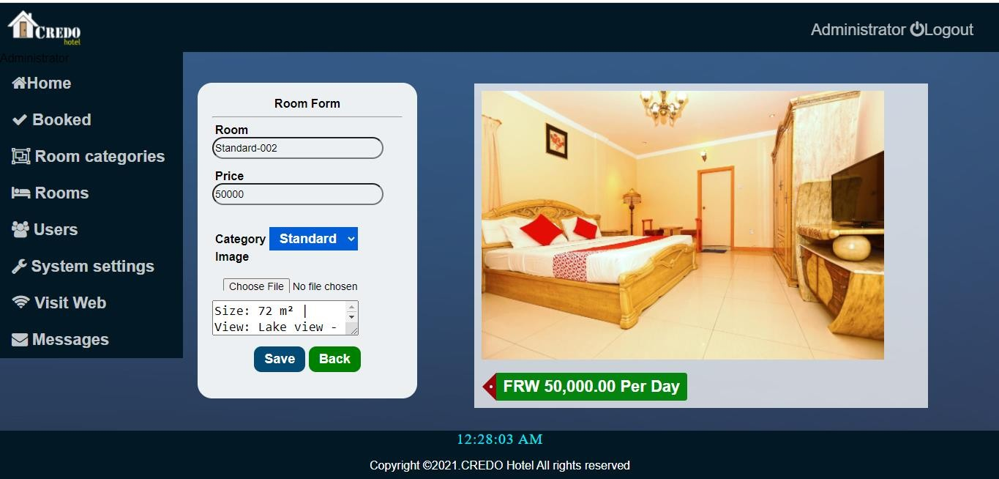 CREDO
hotel
Administrator Logout
Administrator
Home
Booked
Room categories
Rooms
Users
System settings
Visit Web
Messages
Room Form
Room
Standard-002
Price
50000
Category Standard
Image
Choose File No file chosen
Size: 72 m² |
View: Lake view -
Save Back
FRW 50,000.00 Per Day
12:28:03 AM
Copyright ©2021.CREDO Hotel All rights reserved